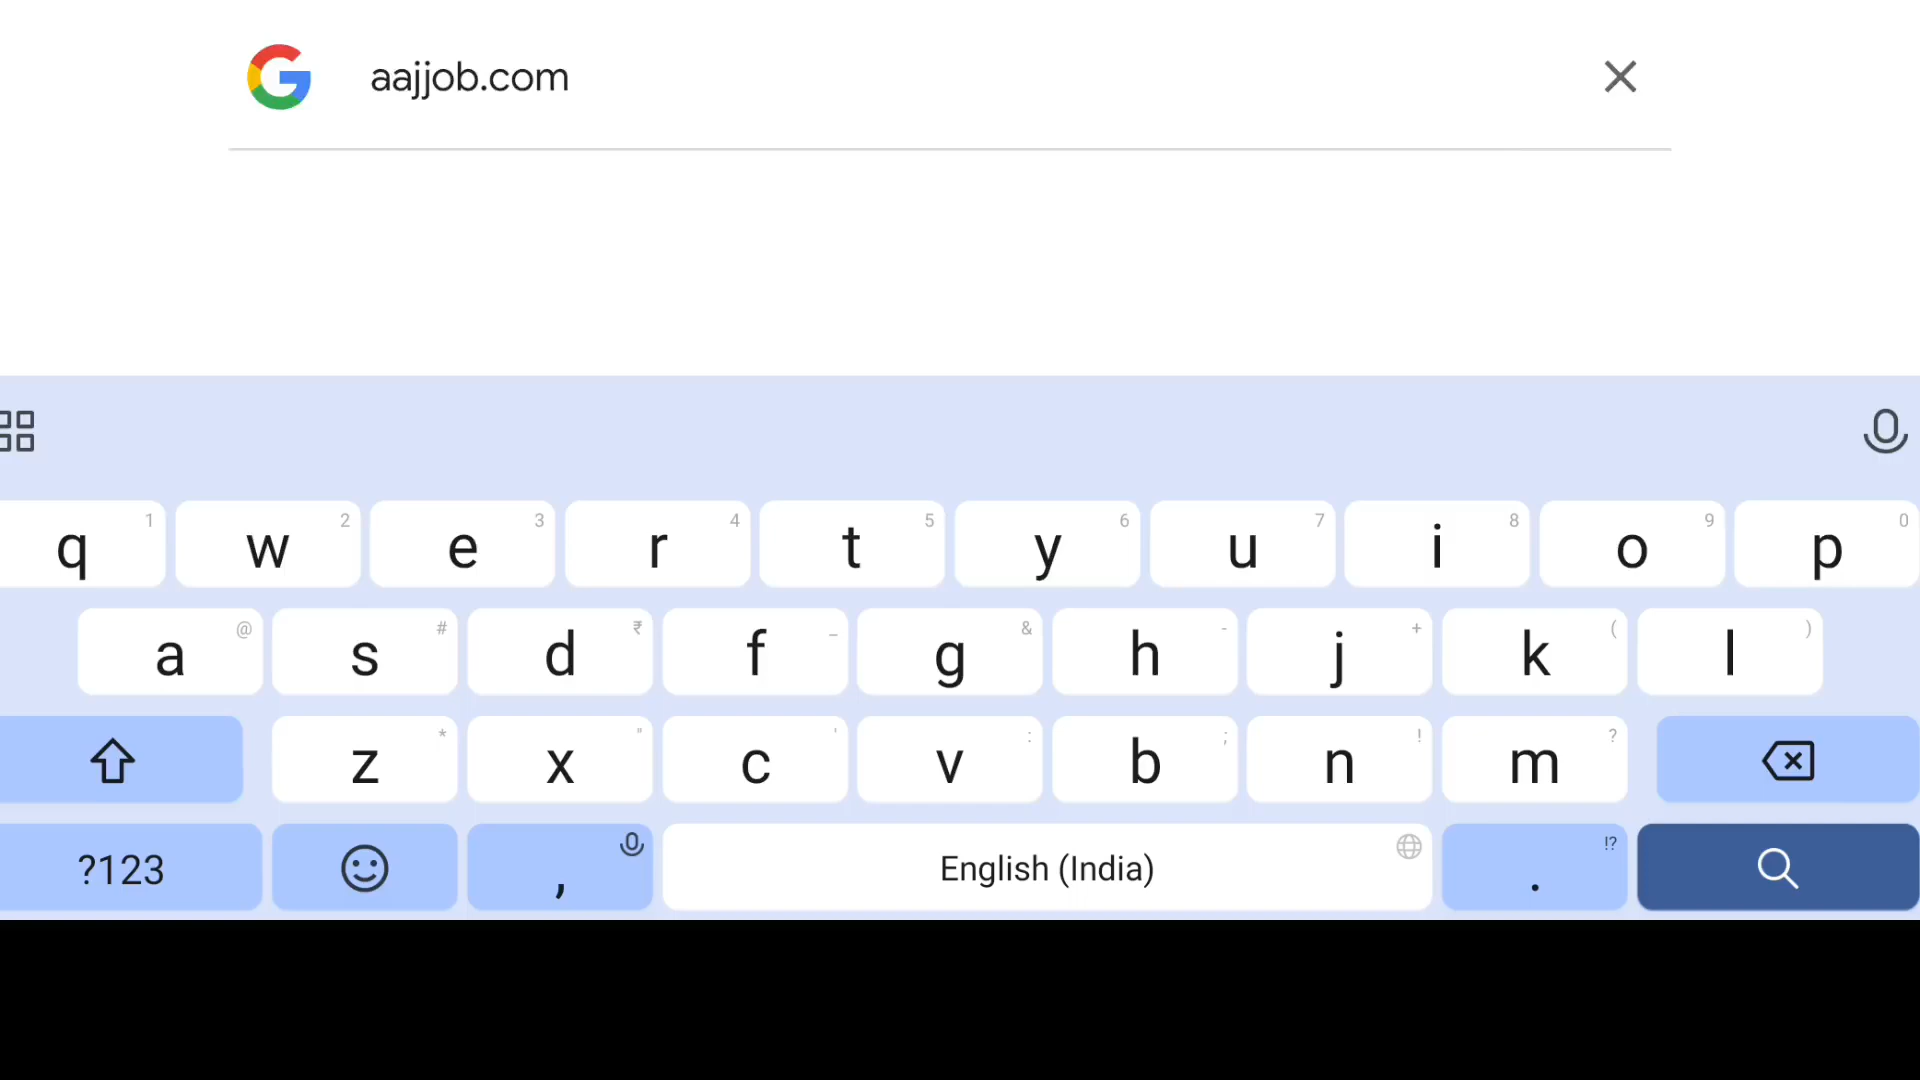 aajjob.com
q 1 w 2 e 3 r 4 t 5 y 6 u 7 i 8 o 9 p 0
a @ s # d ₹ f _ g & h - j + k ( l )
z * x " c ' v : b ; n ! m ?
?123 , English (India) . !?